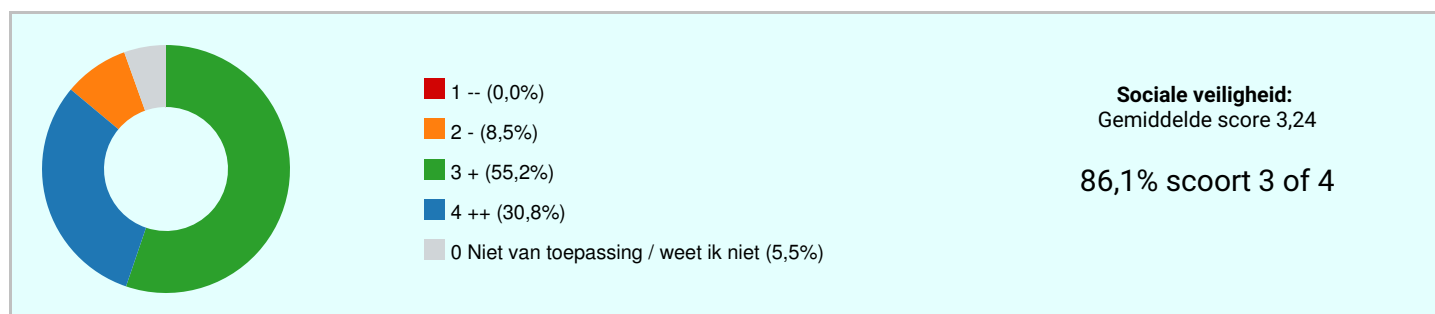 1 -- (0,0%)
2 - (8,5%)
3 + (55,2%)
4 ++ (30,8%)
0 Niet van toepassing / weet ik niet (5,5%)
Sociale veiligheid:
Gemiddelde score 3,24
86,1% scoort 3 of 4